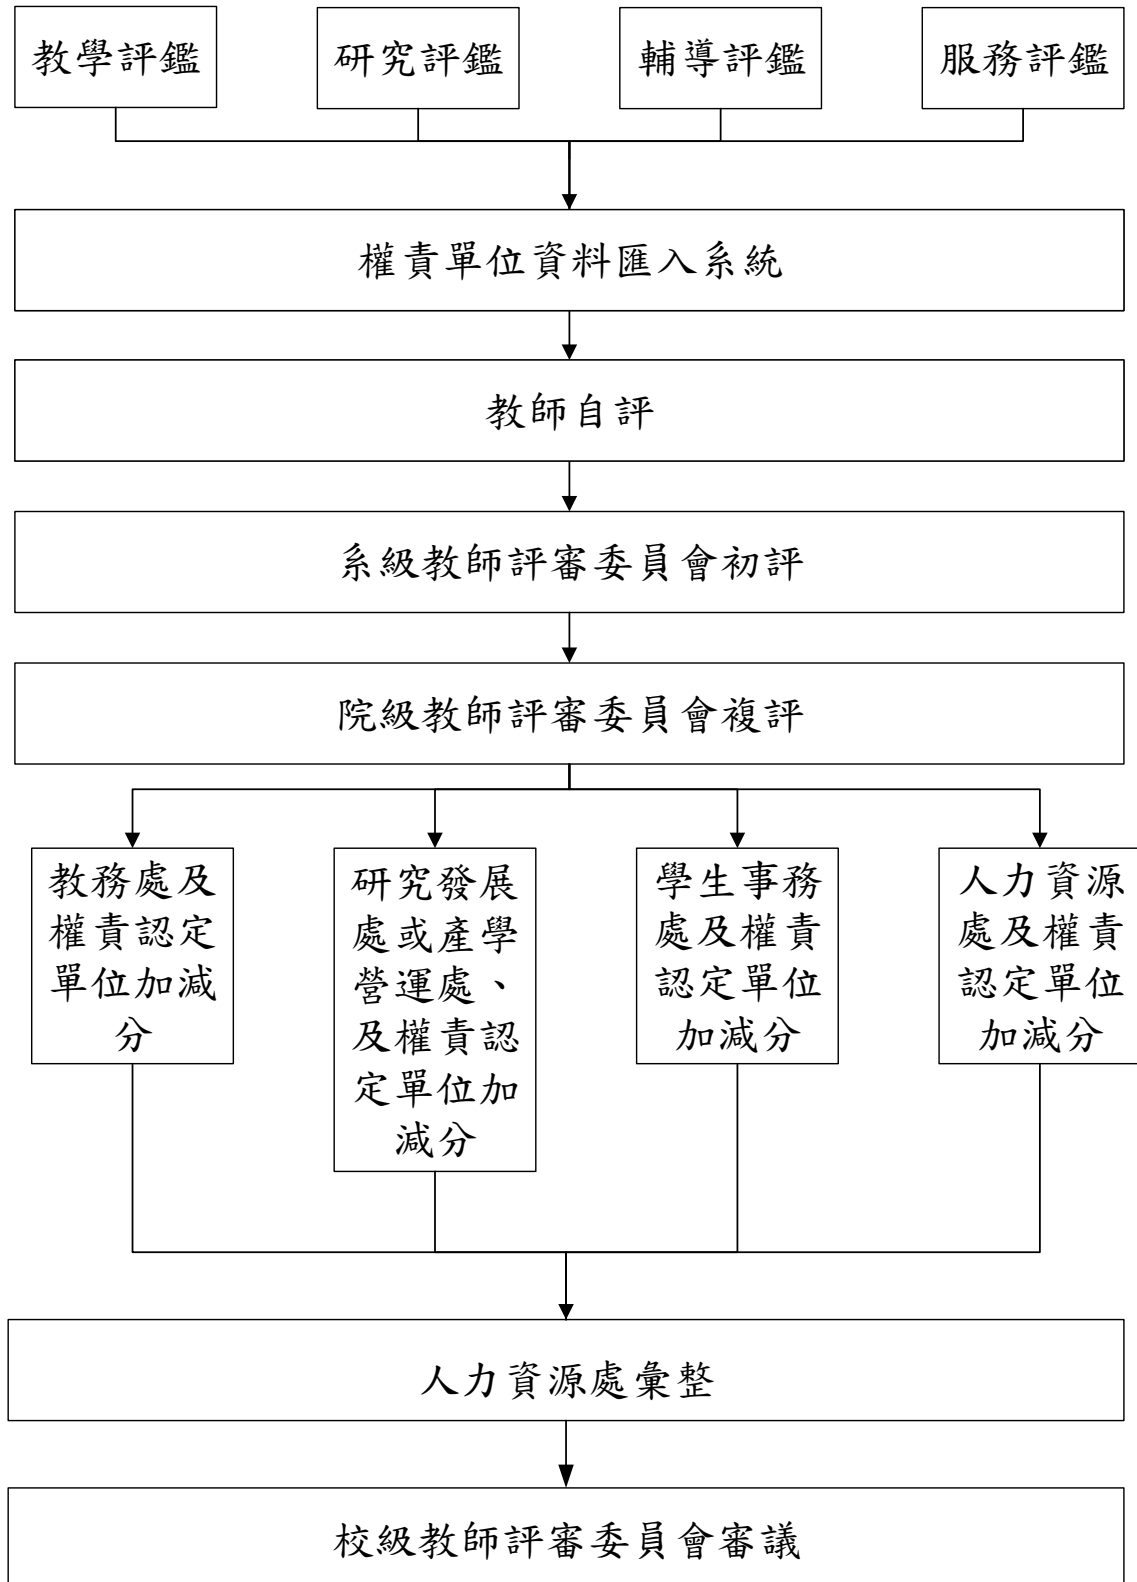 教學評鑑
研究評鑑
輔導評鑑
服務評鑑
權責單位資料匯入系統
教師自評
系級教師評審委員會初評
院級教師評審委員會複評
教務處及
權責認定
單位加減
分
研究發展
處或產學
營運處、
及權責認
定單位加
減分
學生事務
處及權責
認定單位
加減分
人力資源
處及權責
認定單位
加減分
人力資源處彙整
校級教師評審委員會審議